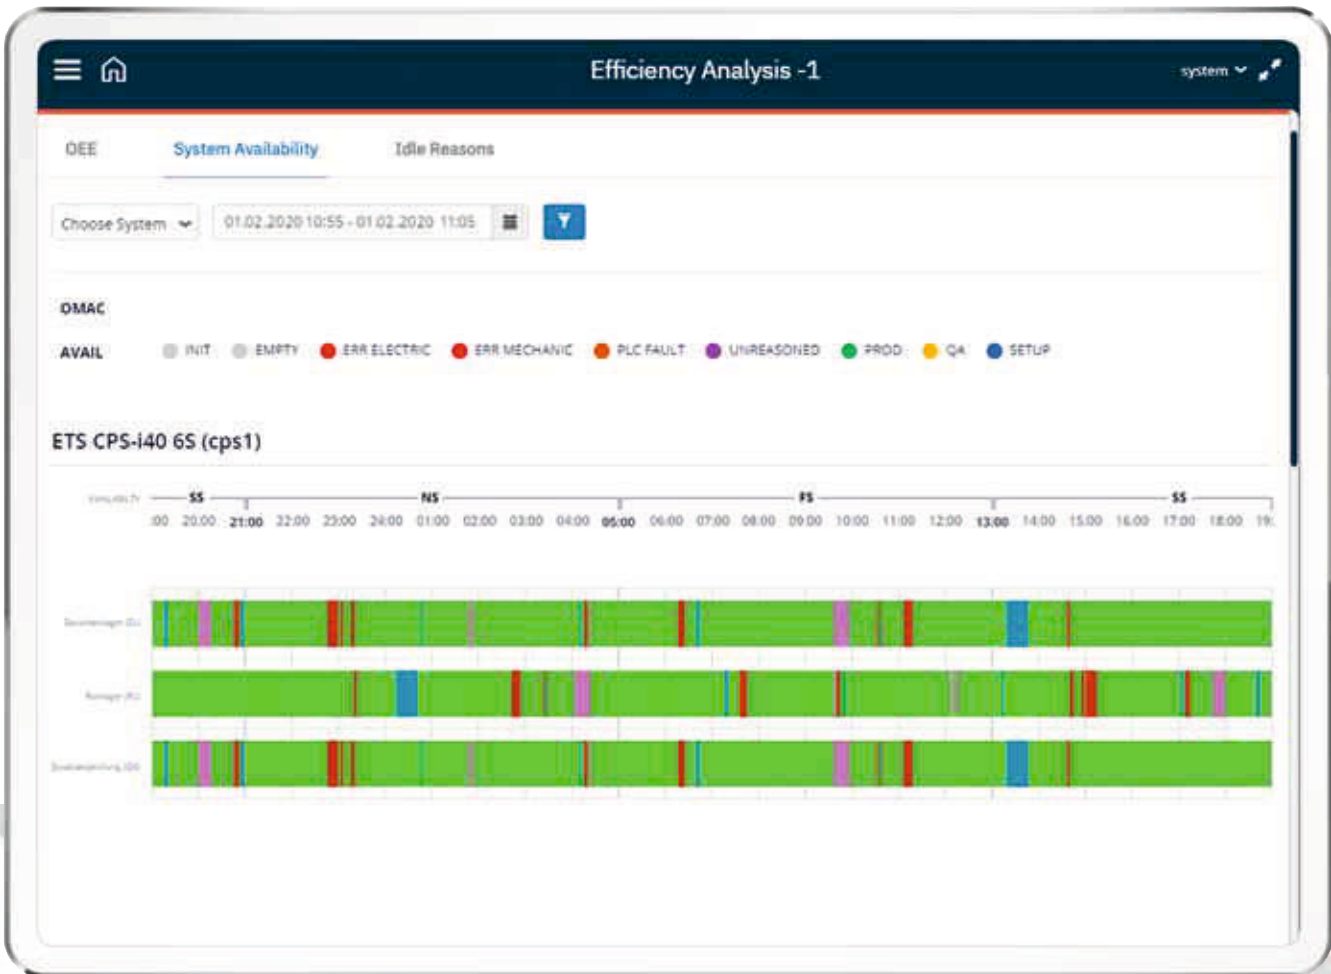 Efficiency Analysis -1
system
OEE System Availability Idle Reasons
Choose System 01.02.2020 10:55 - 01.02.2020 11:05
OMAC
AVAIL INIT EMPTY ERR ELECTRIC ERR MECHANIC PLC FAULT UNREASONED PROD QA SETUP
ETS CPS-i40 6S (cps1)
SS NS FS SS
:00 20:00 21:00 22:00 23:00 24:00 01:00 02:00 03:00 04:00 05:00 06:00 07:00 08:00 09:00 10:00 11:00 12:00 13:00 14:00 15:00 16:00 17:00 18:00 19: